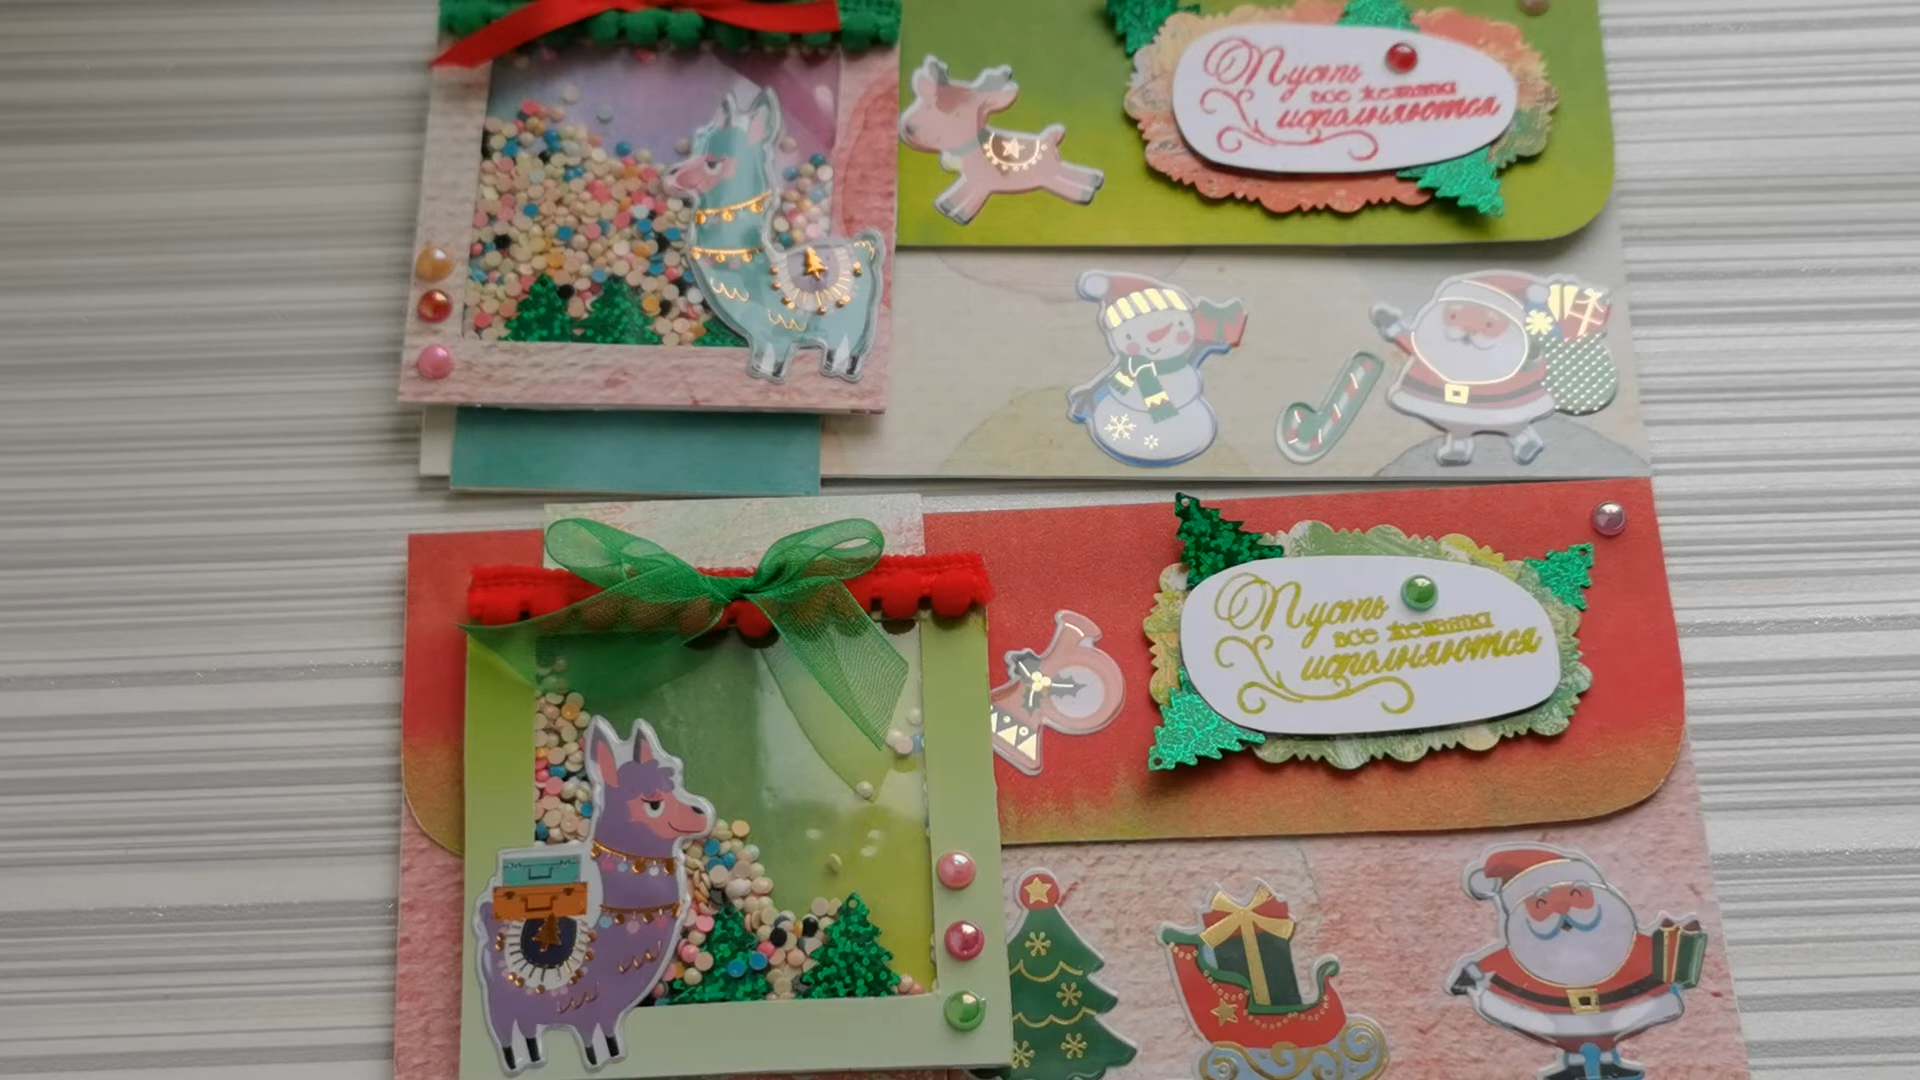 Пусть
все желания
исполняются
Пусть
все желания
исполняются